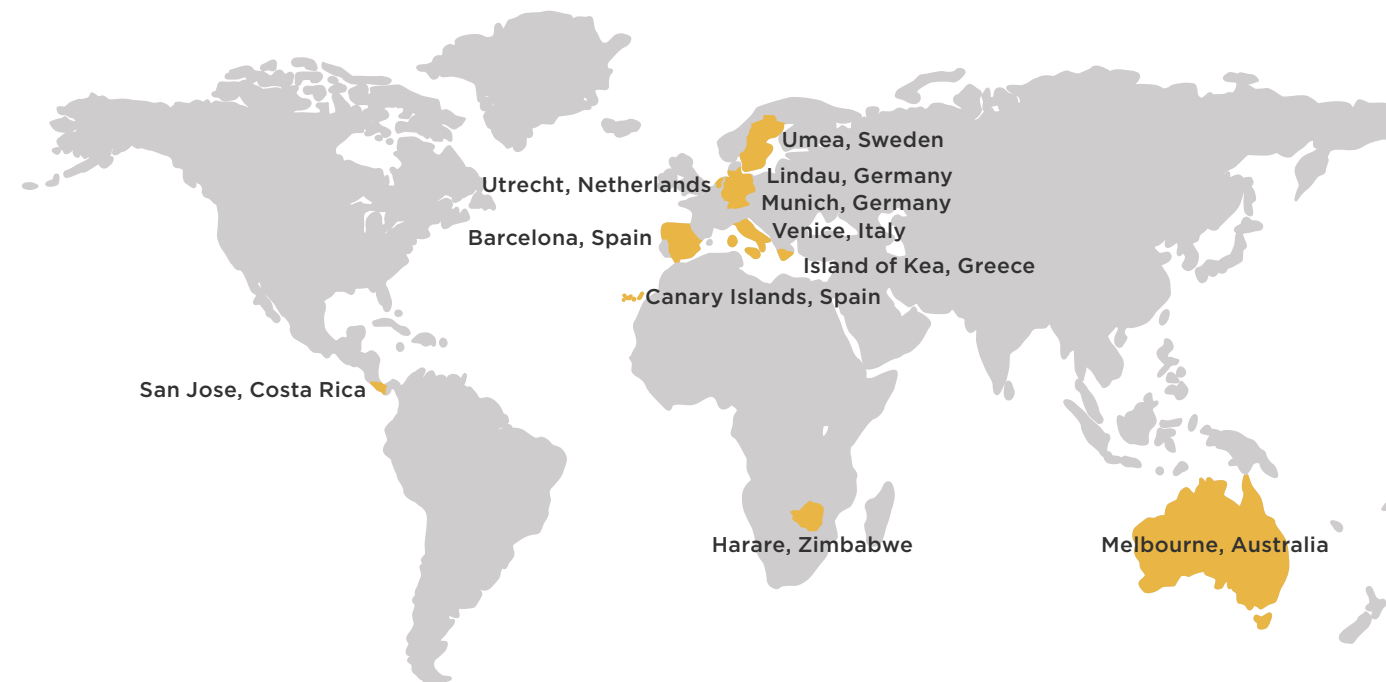 Umea, Sweden
Lindau, Germany
Utrecht, Netherlands
Munich, Germany
Venice, Italy
Barcelona, Spain
Island of Kea, Greece
Canary Islands, Spain
San Jose, Costa Rica
Harare, Zimbabwe
Melbourne, Australia